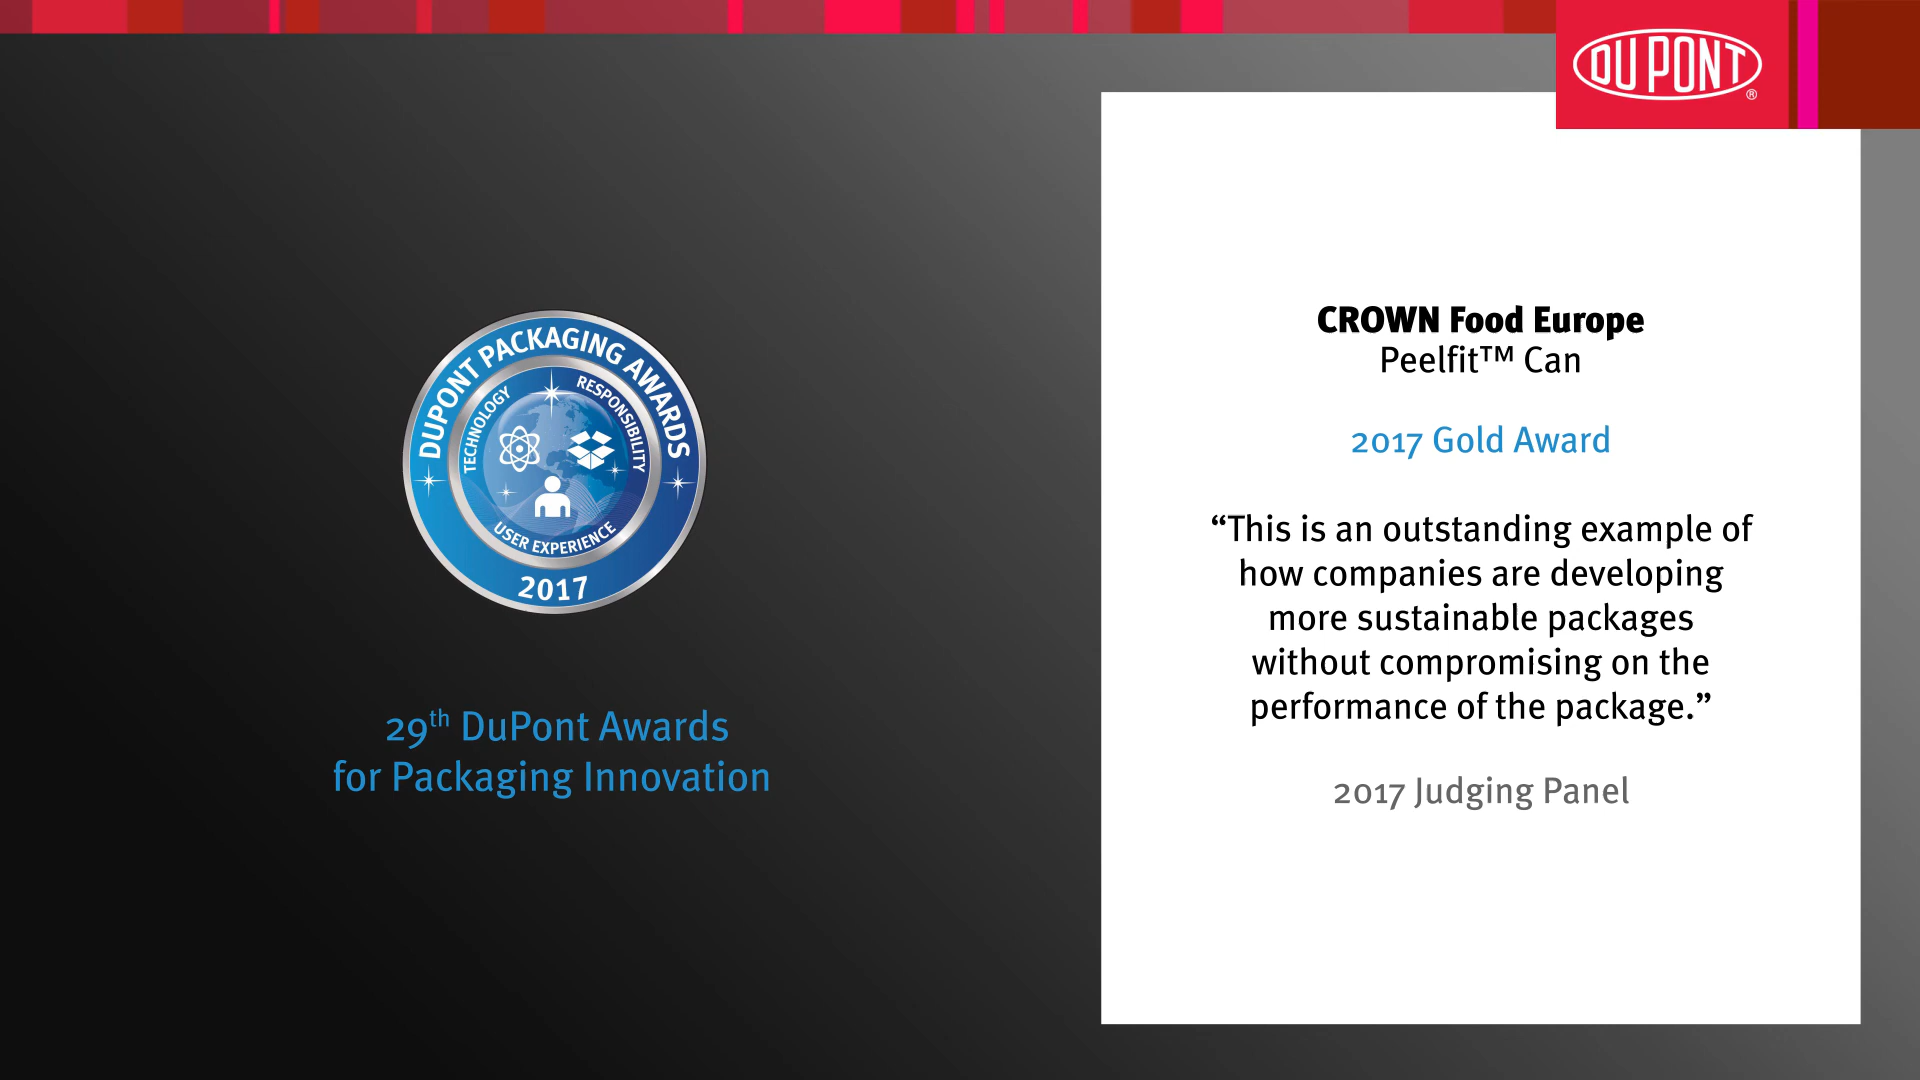 DU PONT
®
DUPONT PACKAGING AWARDS
TECHNOLOGY
RESPONSIBILITY
USER EXPERIENCE
2017
29th DuPont Awards
for Packaging Innovation
CROWN Food Europe
Peelfit™ Can
2017 Gold Award
“This is an outstanding example of
how companies are developing
more sustainable packages
without compromising on the
performance of the package.”
2017 Judging Panel